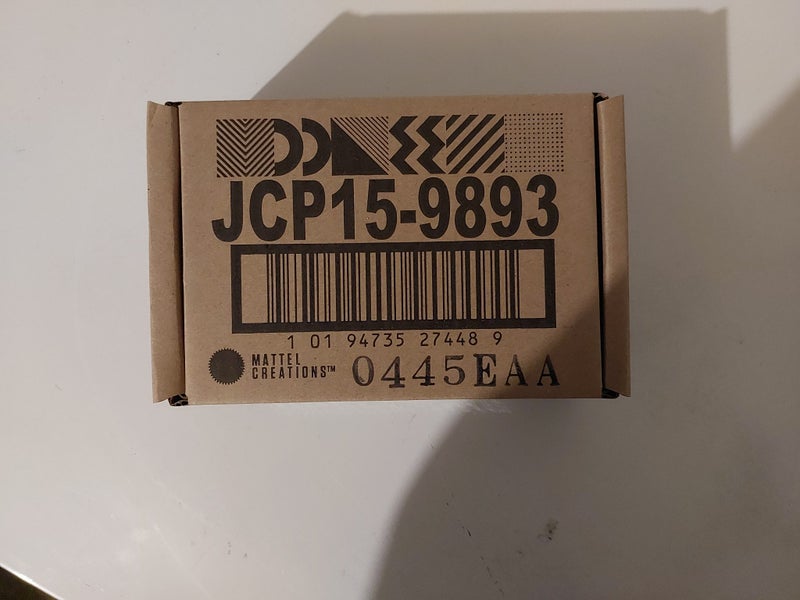 JCP15-9893
1 01 94735 27448 9
MATTEL
CREATIONS™
0445EAA